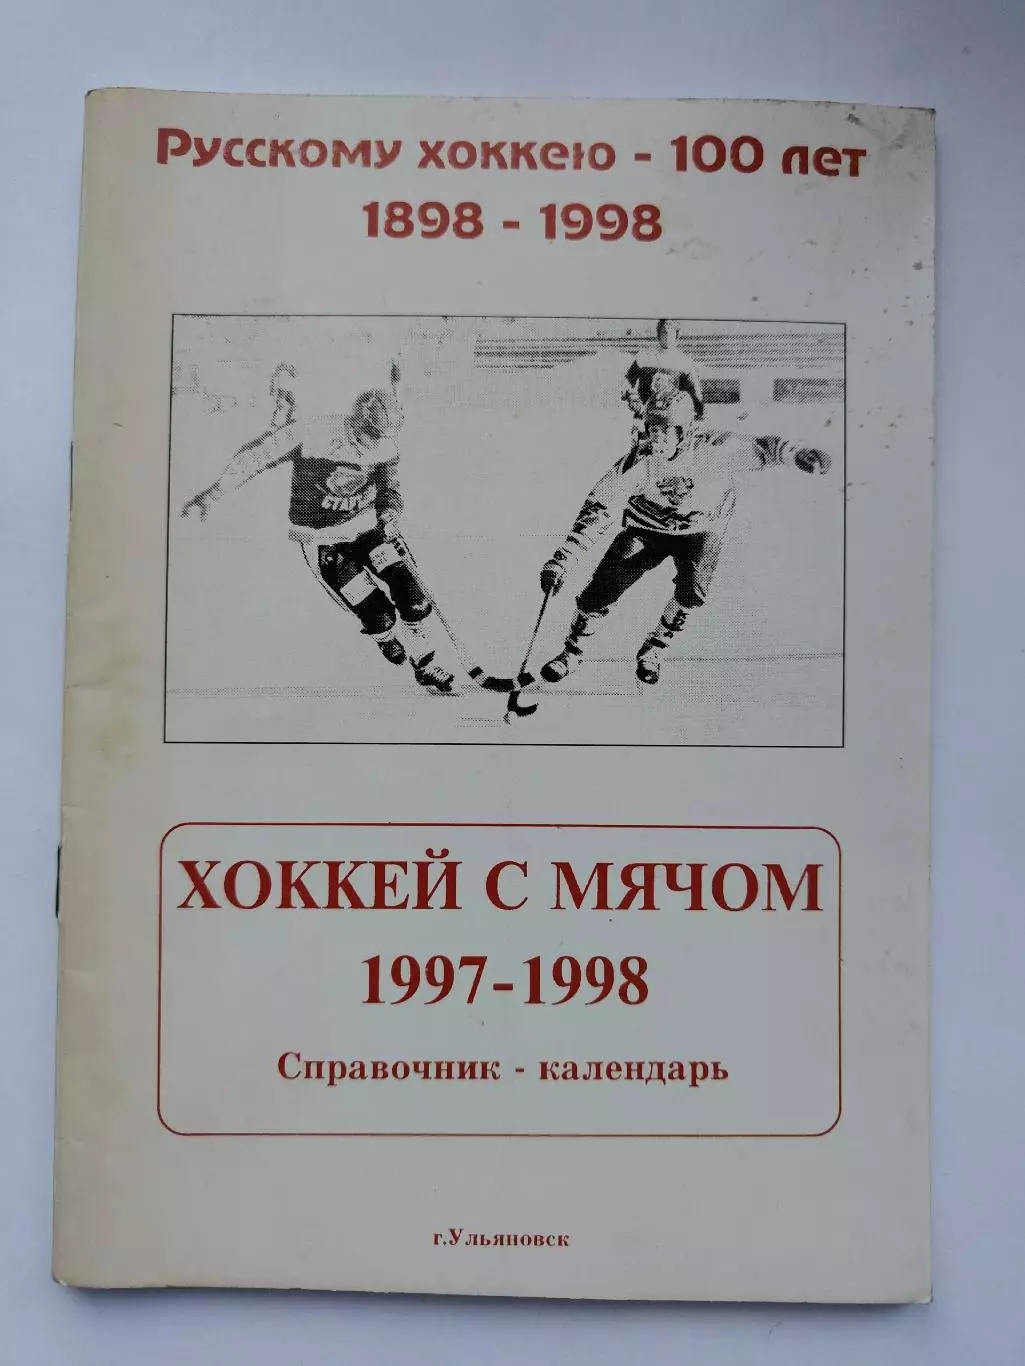 Русскому хоккею - 100 лет
1898 - 1998
ХОККЕЙ С МЯЧОМ
1997-1998
Справочник - календарь
г.Ульяновск